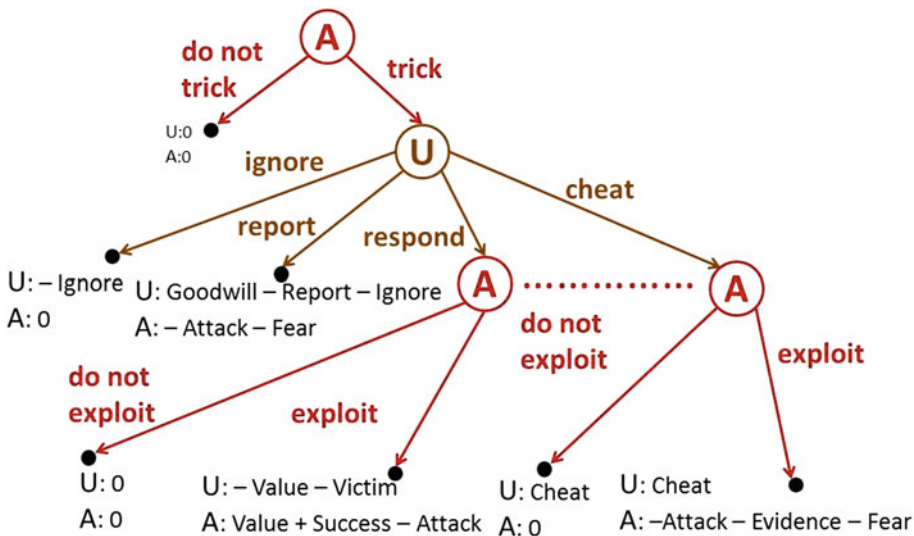 A
do not
trick
trick
U:0
A:0
U
ignore
report
respond
cheat
U: – Ignore
A: 0
U: Goodwill – Report – Ignore
A: – Attack – Fear
A
A
do not
exploit
exploit
do not
exploit
exploit
U: 0
A: 0
U: – Value – Victim
A: Value + Success – Attack
U: Cheat
A: 0
U: Cheat
A: –Attack – Evidence – Fear